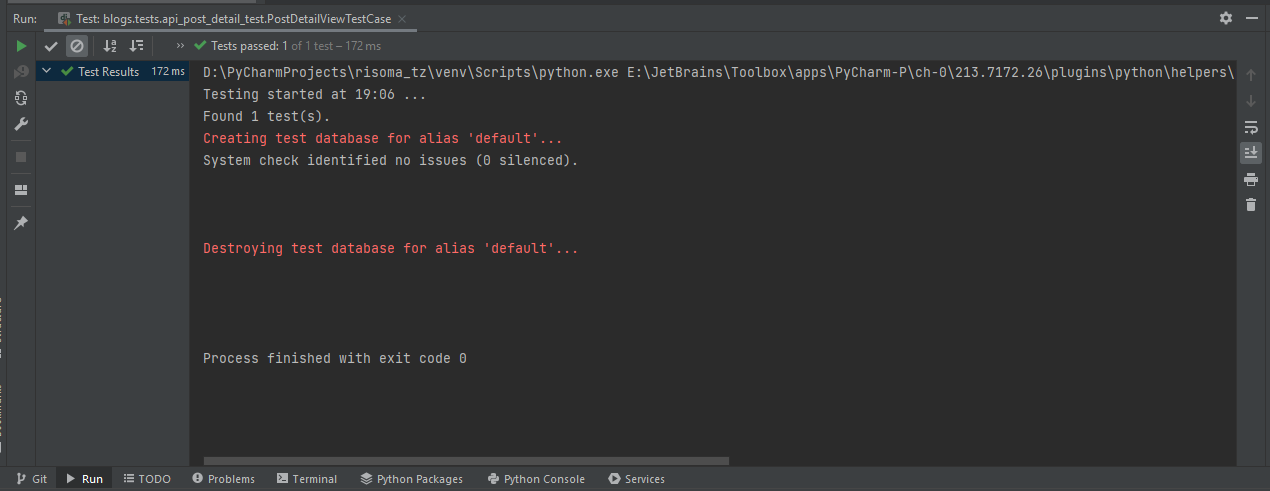 Run:
Test: blogs.tests.api_post_detail_test.PostDetailViewTestCase
Tests passed: 1 of 1 test – 172 ms
Test Results 172 ms
D:\PyCharmProjects\risoma_tz\venv\Scripts\python.exe E:\JetBrains\Toolbox\apps\PyCharm-P\ch-0\213.7172.26\plugins\python\helpers\
Testing started at 19:06 ...
Found 1 test(s).
Creating test database for alias 'default'...
System check identified no issues (0 silenced).
Destroying test database for alias 'default'...
Process finished with exit code 0
Git
Run
TODO
Problems
Terminal
Python Packages
Python Console
Services